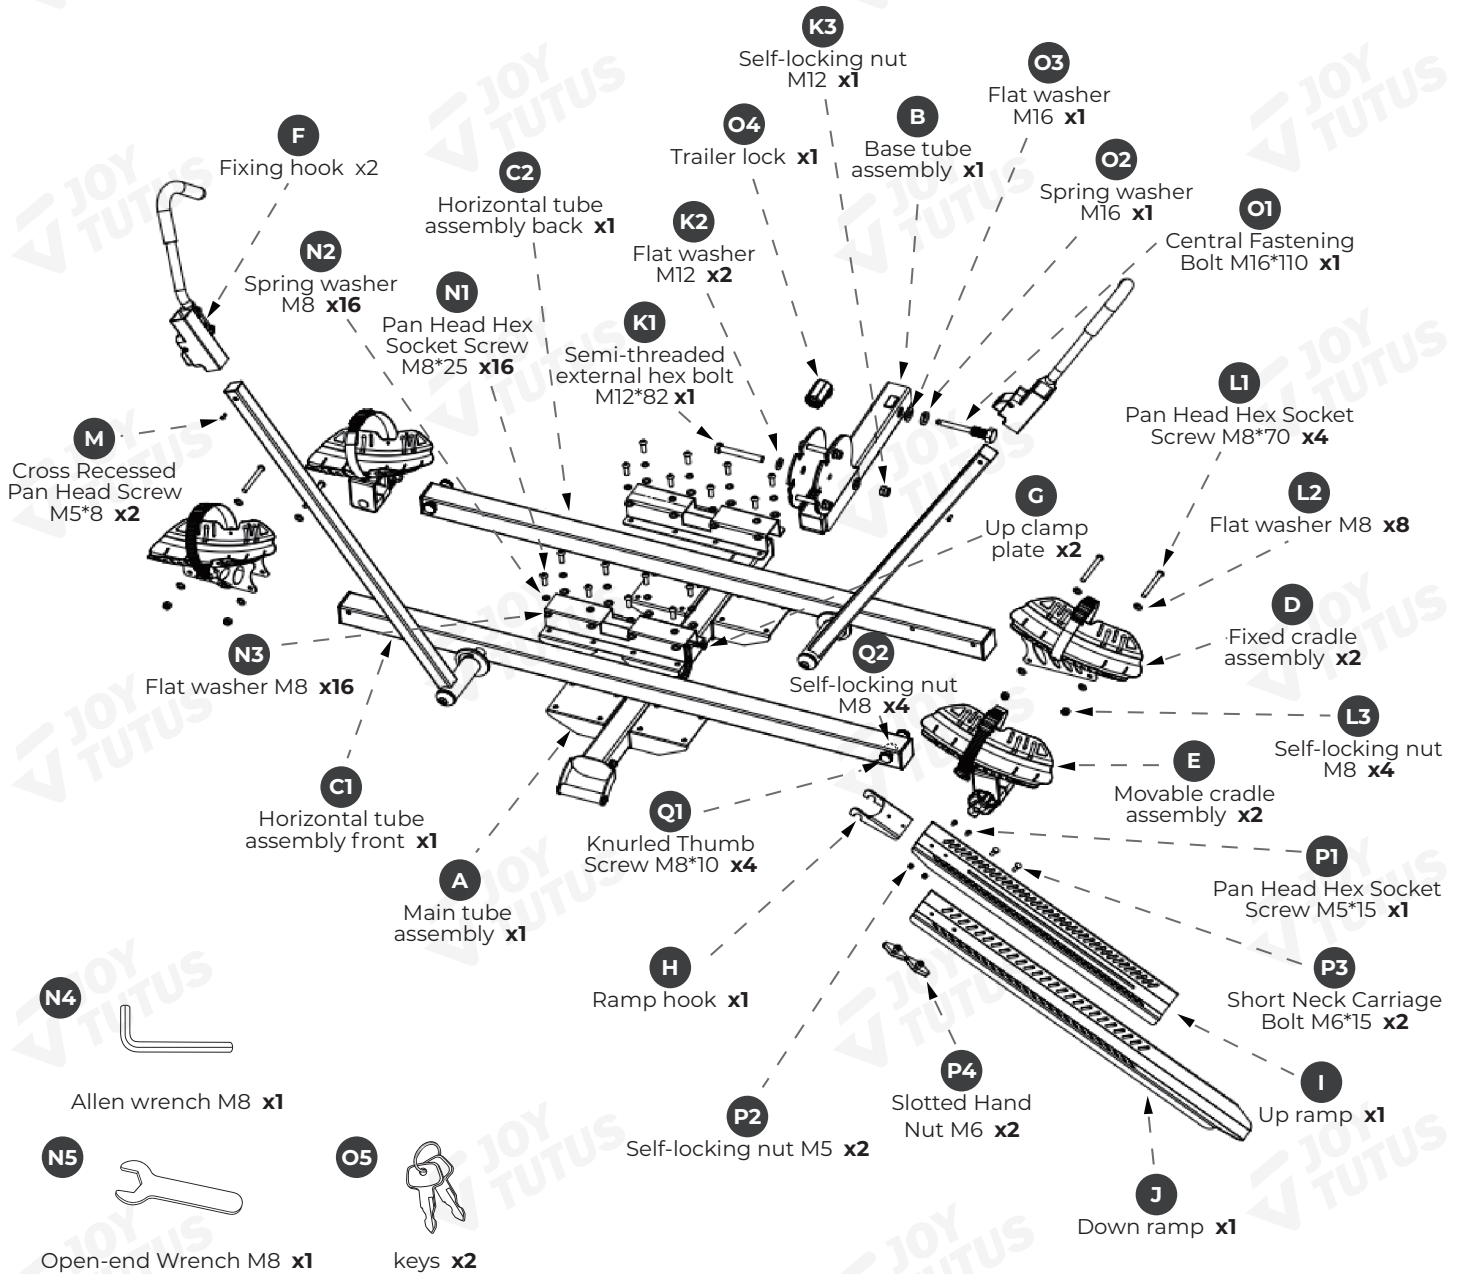 K3
Self-locking nut
M12 x1
O3
Flat washer
M16 x1
B
Base tube
assembly x1
O4
Trailer lock x1
F
Fixing hook x2
O2
Spring washer
M16 x1
C2
Horizontal tube
assembly back x1
O1
Central Fastening
Bolt M16*110 x1
K2
Flat washer
M12 x2
N2
Spring washer
M8 x16
N1
Pan Head Hex
Socket Screw
M8*25 x16
K1
Semi-threaded
external hex bolt
M12*82 x1
L1
Pan Head Hex Socket
Screw M8*70 x4
M
Cross Recessed
Pan Head Screw
M5*8 x2
G
Up clamp
plate x2
L2
Flat washer M8 x8
D
Fixed cradle
assembly x2
N3
Flat washer M8 x16
Q2
Self-locking nut
M8 x4
L3
Self-locking nut
M8 x4
E
Movable cradle
assembly x2
C1
Horizontal tube
assembly front x1
Q1
Knurled Thumb
Screw M8*10 x4
P1
Pan Head Hex Socket
Screw M5*15 x1
A
Main tube
assembly x1
H
Ramp hook x1
P3
Short Neck Carriage
Bolt M6*15 x2
N4
Allen wrench M8 x1
P4
Slotted Hand
Nut M6 x2
I
Up ramp x1
P2
Self-locking nut M5 x2
N5
Open-end Wrench M8 x1
O5
keys x2
J
Down ramp x1
JOY
TUTUS